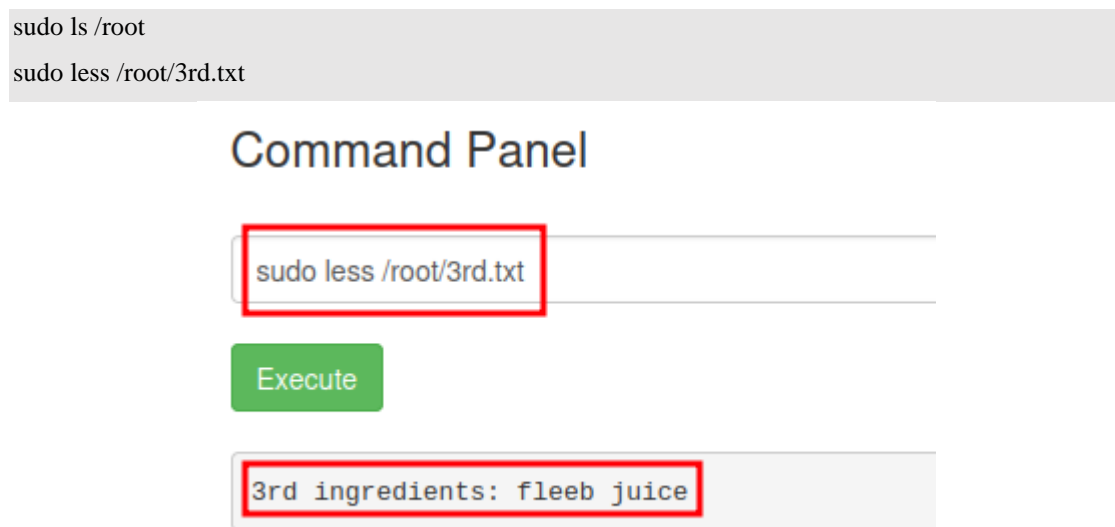 sudo ls /root
sudo less /root/3rd.txt
Command Panel
sudo less /root/3rd.txt
Execute
3rd ingredients: fleeb juice